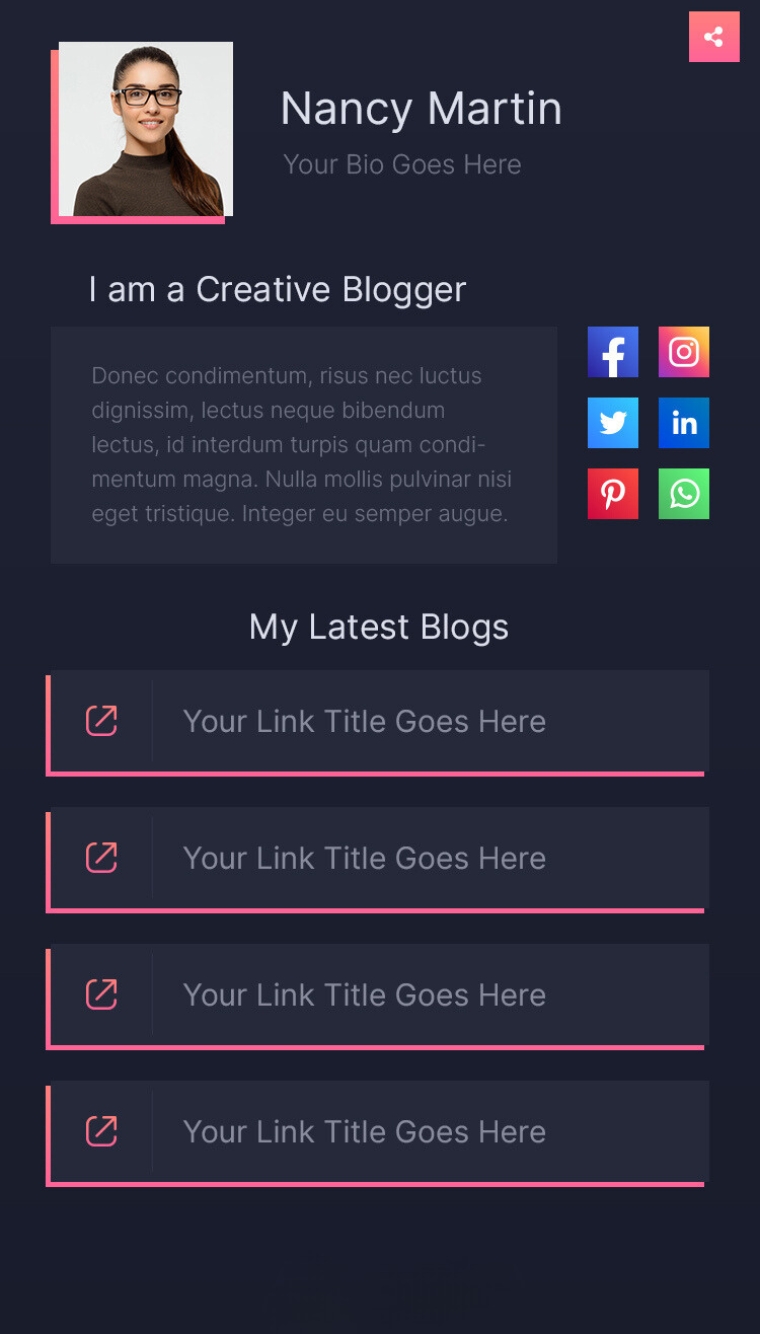 Nancy Martin
Your Bio Goes Here
I am a Creative Blogger
Donec condimentum, risus nec luctus
dignissim, lectus neque bibendum
lectus, id interdum turpis quam condi-
mentum magna. Nulla mollis pulvinar nisi
eget tristique. Integer eu semper augue.
in
My Latest Blogs
Your Link Title Goes Here
Your Link Title Goes Here
Your Link Title Goes Here
Your Link Title Goes Here